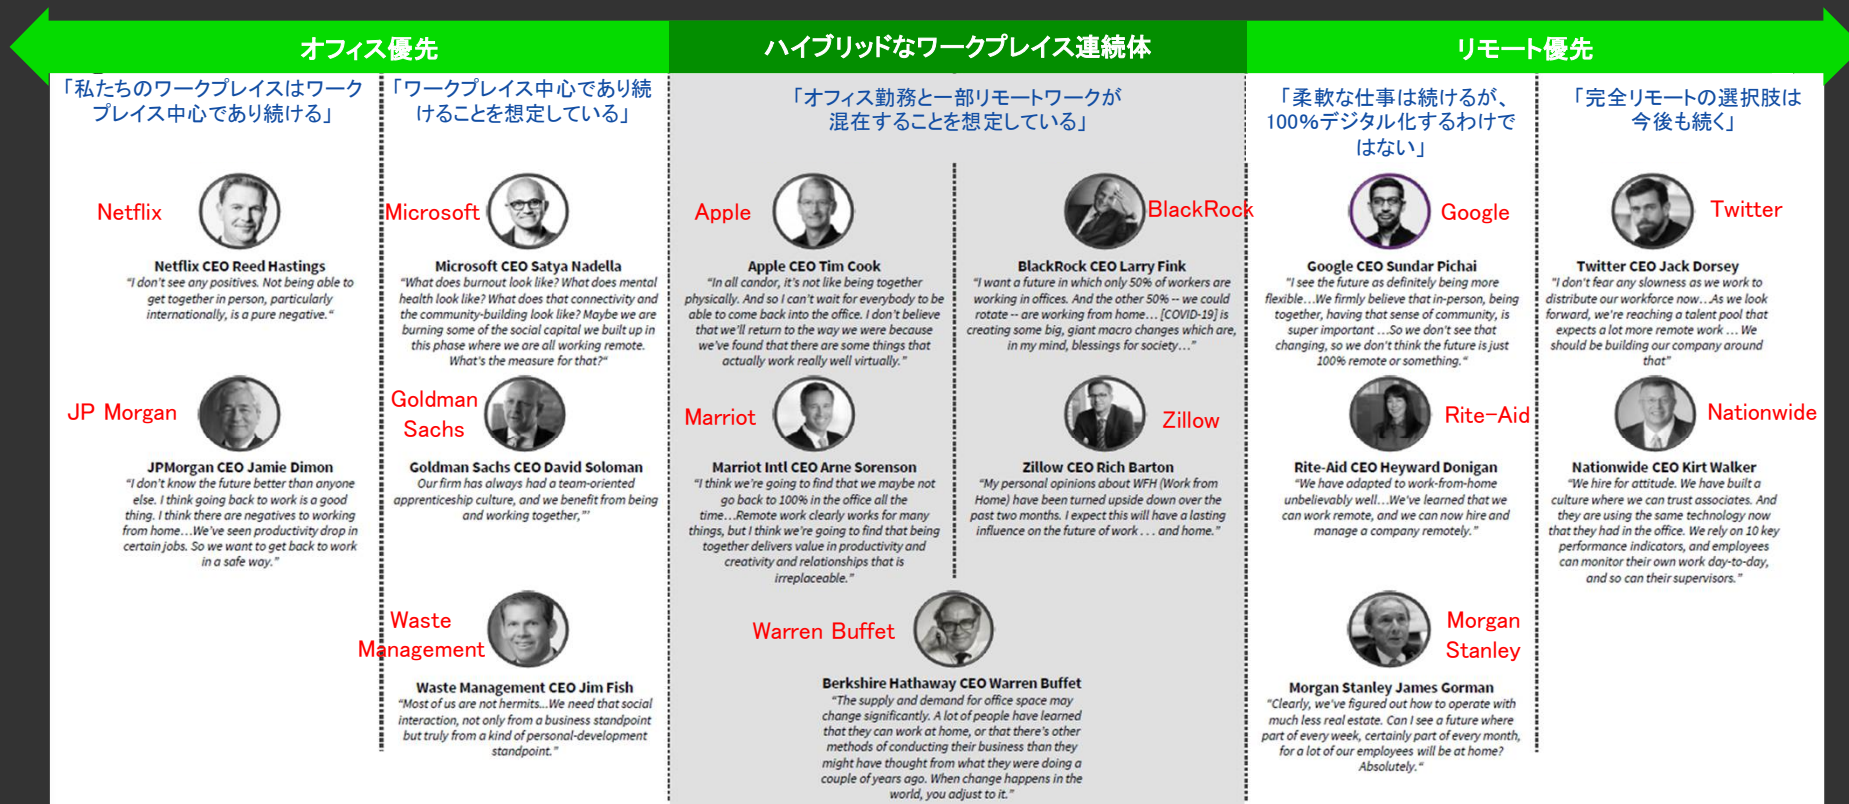 オフィス優先
ハイブリッドなワークプレイス連続体
リモート優先
「私たちのワークプレイスはワーク
プレイス中心であり続ける」
「ワークプレイス中心であり続
けることを想定している」
「オフィス勤務と一部リモートワークが
混在することを想定している」
「柔軟な仕事は続けるが、
100%デジタル化するわけで
はない」
「完全リモートの選択肢は
今後も続く」
Netflix
Netflix CEO Reed Hastings
“I don't see any positives. Not being able to
get together in person, particularly
internationally, is a pure negative.“
JP Morgan
JPMorgan CEO Jamie Dimon
“I don't know the future better than anyone
else. I think going back to work is a good
thing. I think there are negatives to working
from home…We've seen productivity drop in
certain jobs. So we want to get back to work
in a safe way.”
Microsoft
Microsoft CEO Satya Nadella
“What does burnout look like? What does mental
health look like? What does that connectivity and
the community-building look like? Maybe we are
burning some of the social capital we built up in
this phase where we are all working remote.
What's the measure for that?“
Goldman
Sachs
Goldman Sachs CEO David Soloman
Our firm has always had a team-oriented
apprenticeship culture, and we benefit from being
and working together,”’
Waste
Management
Waste Management CEO Jim Fish
“Most of us are not hermits...We need that social
interaction, not only from a business standpoint
but truly from a kind of personal-development
standpoint.”
Apple
Apple CEO Tim Cook
“In all candor, it's not like being together
physically. And so I can't wait for everybody to be
able to come back into the office. I don't believe
that we'll return to the way we were because
we've found that there are some things that
actually work really well virtually.”
Marriot
Marriot Intl CEO Arne Sorenson
“I think we're going to find that we maybe not
go back to 100% in the office all the
time…Remote work clearly works for many
things, but I think we're going to find that being
together delivers value in productivity and
creativity and relationships that is
irreplaceable.”
BlackRock
BlackRock CEO Larry Fink
“I want a future in which only 50% of workers are
working in offices. And the other 50% -- we could
rotate -- are working from home… [COVID-19] is
creating some big, giant macro changes which are,
in my mind, blessings for society…”
Zillow
Zillow CEO Rich Barton
“My personal opinions about WFH (Work from
Home) have been turned upside down over the
past two months. I expect this will have a lasting
influence on the future of work . . . and home.”
Warren Buffet
Berkshire Hathaway CEO Warren Buffet
“The supply and demand for office space may
change significantly. A lot of people have learned
that they can work at home, or that there's other
methods of conducting their business than they
might have thought from what they were doing a
couple of years ago. When change happens in the
world, you adjust to it.”
Google
Google CEO Sundar Pichai
“I see the future as definitely being more
flexible…We firmly believe that in-person, being
together, having that sense of community, is
super important …So we don't see that
changing, so we don't think the future is just
100% remote or something.“
Rite-Aid
Rite-Aid CEO Heyward Donigan
“We have adapted to work-from-home
unbelievably well…We've learned that we
can work remote, and we can now hire and
manage a company remotely.”
Morgan
Stanley
Morgan Stanley James Gorman
“Clearly, we've figured out how to operate with
much less real estate. Can I see a future where
part of every week, certainly part of every month,
for a lot of our employees will be at home?
Absolutely.“
Twitter
Twitter CEO Jack Dorsey
“I don't fear any slowness as we work to
distribute our workforce now…As we look
forward, we're reaching a talent pool that
expects a lot more remote work … We
should be building our company around
that”
Nationwide
Nationwide CEO Kirt Walker
“We hire for attitude. We have built a
culture where we can trust associates. And
they are using the same technology now
that they had in the office. We rely on 10 key
performance indicators, and employees
can monitor their own work day-to-day,
and so can their supervisors.”